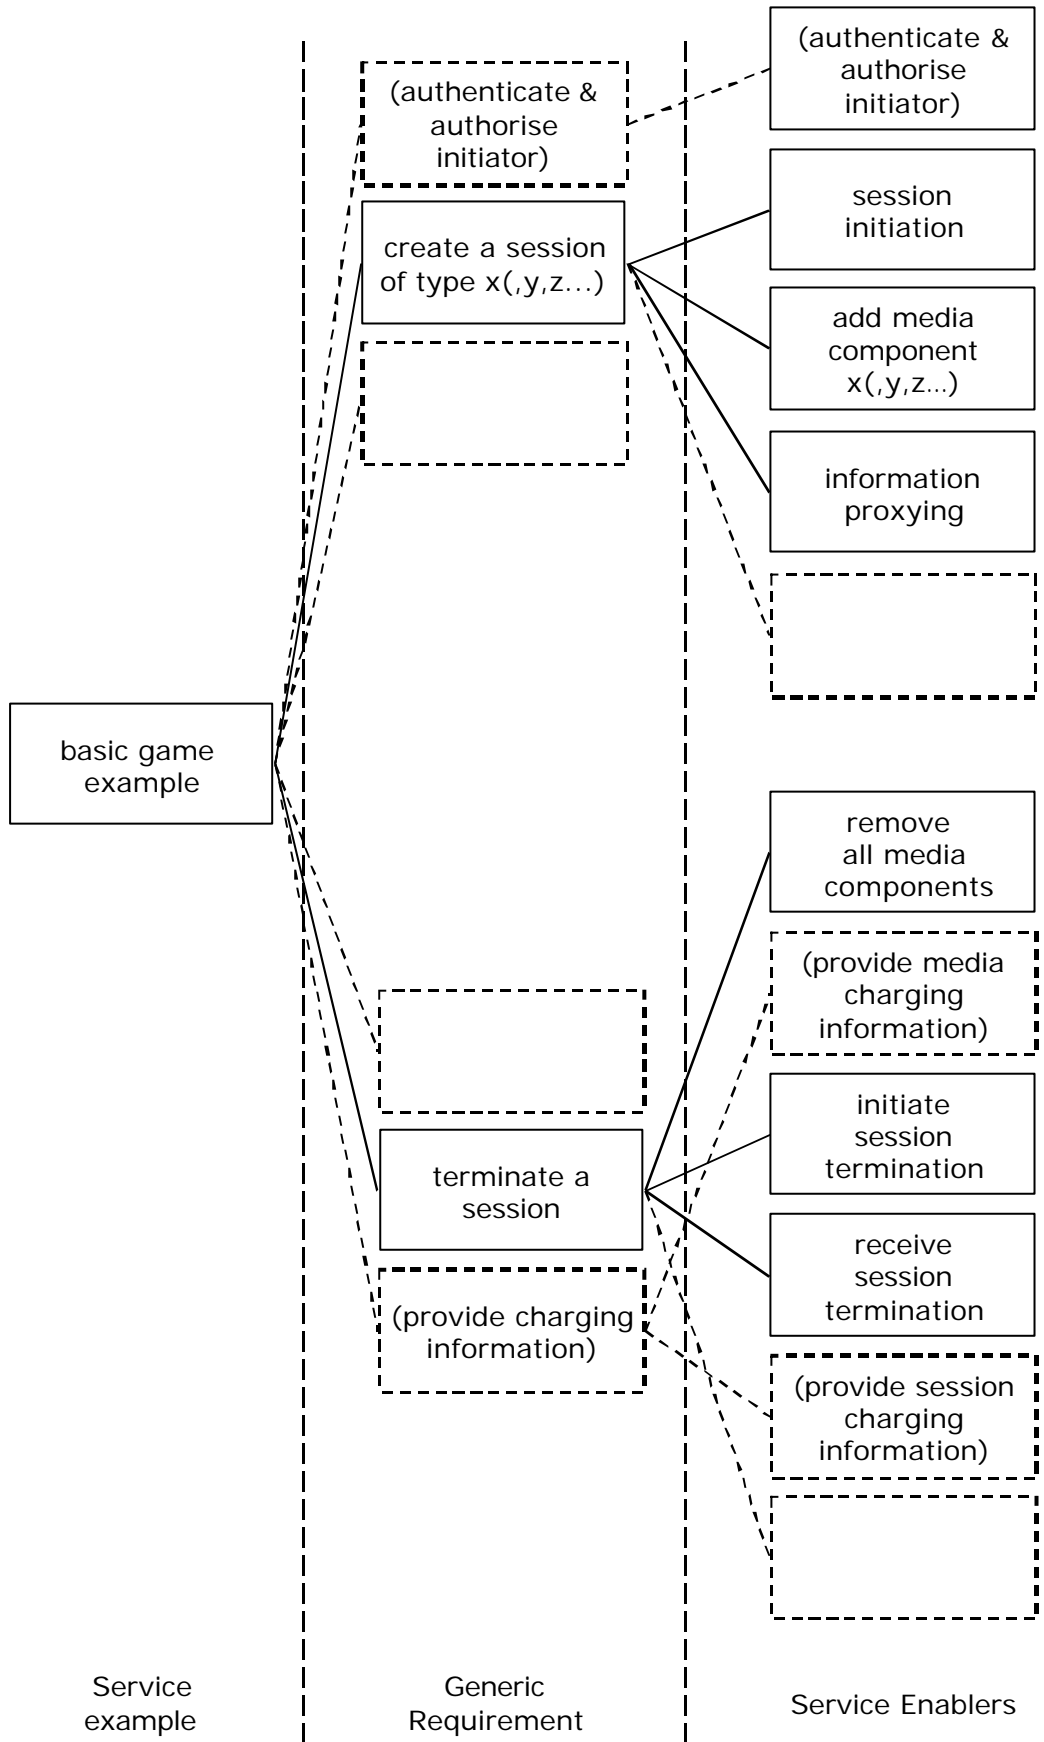 (authenticate &
authorise
initiator)
(authenticate &
authorise
initiator)
create a session
of type x(,y,z...)
session
initiation
add media
component
x(,y,z...)
information
proxying
basic game
example
remove
all media
components
(provide media
charging
information)
initiate
session
termination
terminate a
session
receive
session
termination
(provide charging
information)
(provide session
charging
information)
Service
example
Generic
Requirement
Service Enablers